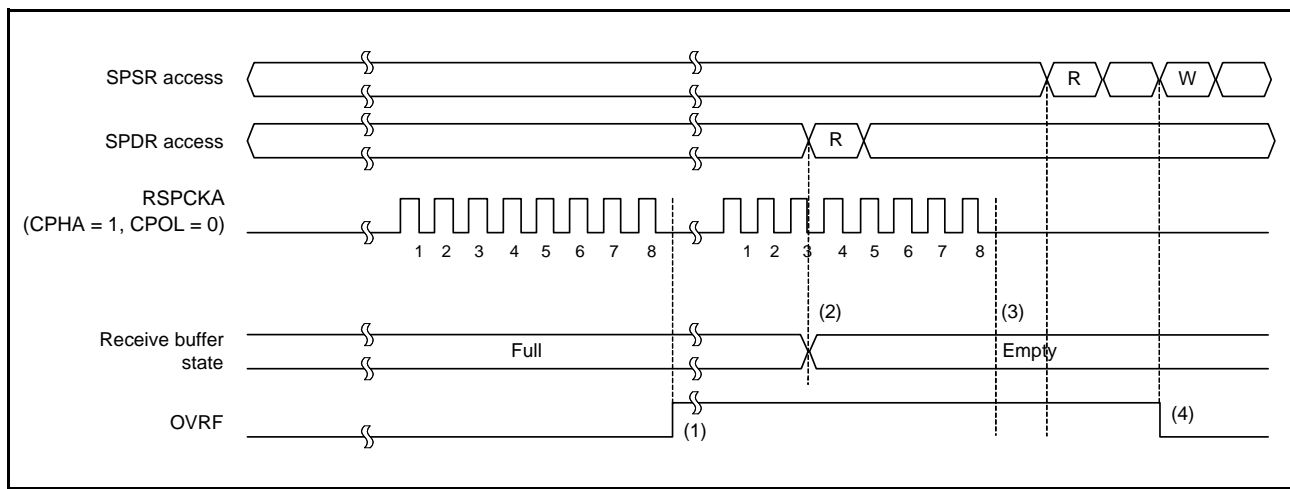 SPSR access
R
W
SPDR access
R
RSPCKA
(CPHA = 1, CPOL = 0)
1 2 3 4 5 6 7 8
1 2 3 4 5 6 7 8
(2)
(3)
Receive buffer
state
Full
Empty
OVRF
(1)
(4)